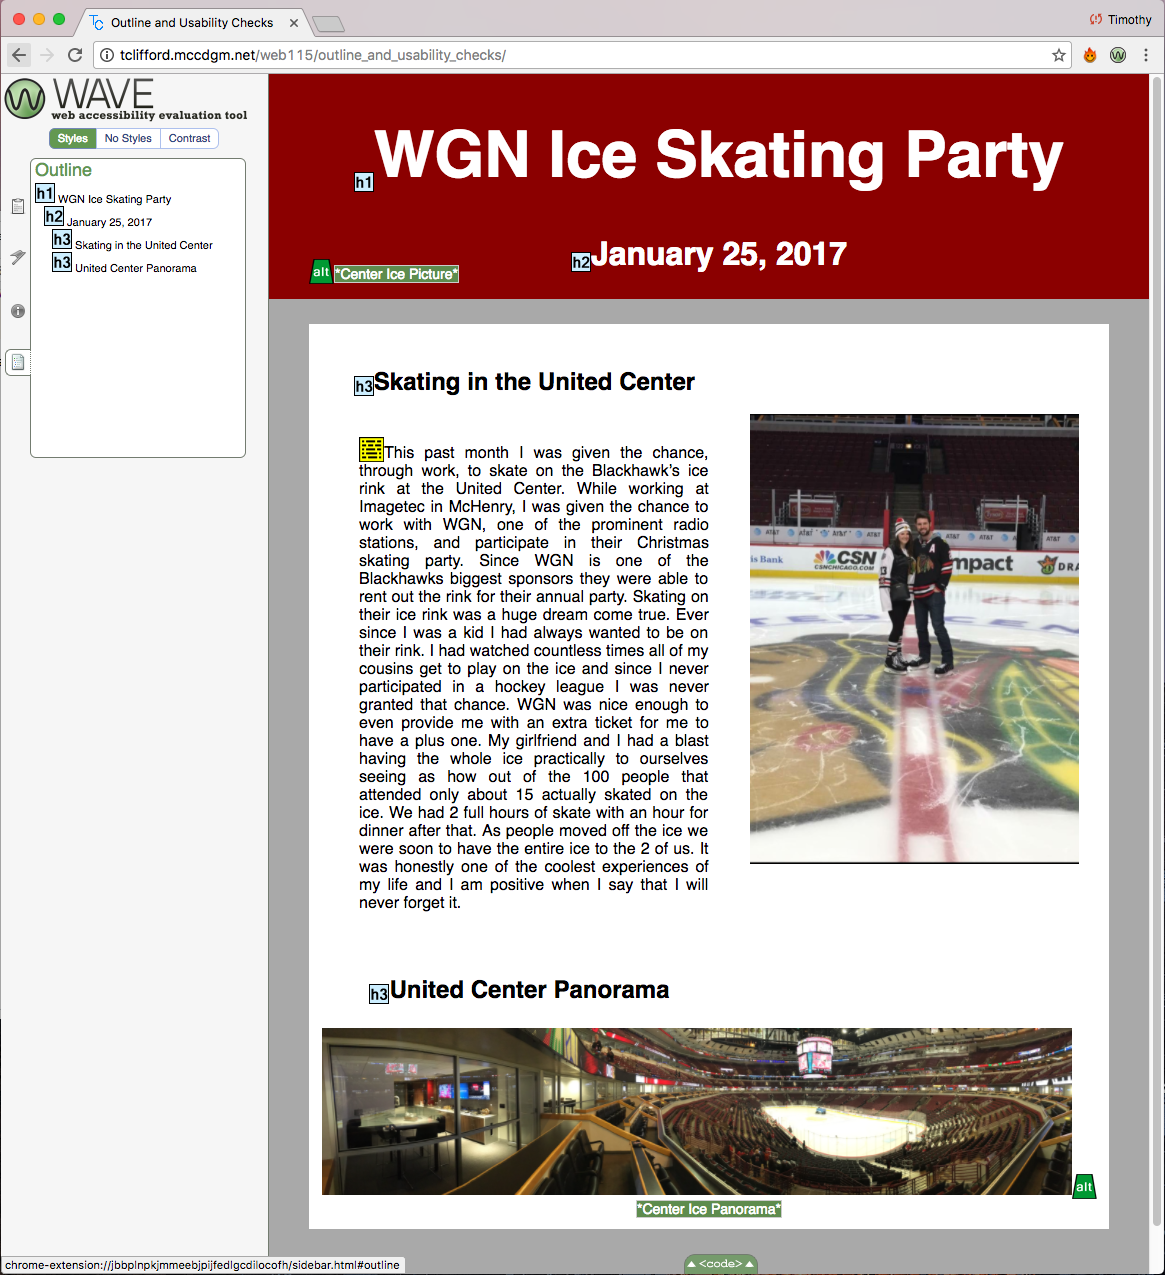 Outline and Usability Checks
Timothy
tclifford.mccdgm.net/web115/outline_and_usability_checks/
WAVE
web accessibility evaluation tool
Styles No Styles Contrast
Outline
h1 WGN Ice Skating Party
h2 January 25, 2017
h3 Skating in the United Center
h3 United Center Panorama
h1 WGN Ice Skating Party
h2 January 25, 2017
alt *Center Ice Picture*
h3 Skating in the United Center
This past month I was given the chance,
through work, to skate on the Blackhawk's ice
rink at the United Center. While working at
Imagetec in McHenry, I was given the chance to
work with WGN, one of the prominent radio
stations, and participate in their Christmas
skating party. Since WGN is one of the
Blackhawks biggest sponsors they were able to
rent out the rink for their annual party. Skating on
their ice rink was a huge dream come true. Ever
since I was a kid I had always wanted to be on
their rink. I had watched countless times all of my
cousins get to play on the ice and since I never
participated in a hockey league I was never
granted that chance. WGN was nice enough to
even provide me with an extra ticket for me to
have a plus one. My girlfriend and I had a blast
having the whole ice practically to ourselves
seeing as how out of the 100 people that
attended only about 15 actually skated on the
ice. We had 2 full hours of skate with an hour for
dinner after that. As people moved off the ice we
were soon to have the entire ice to the 2 of us. It
was honestly one of the coolest experiences of
my life and I am positive when I say that I will
never forget it.
AT&T AT&T AT&T AT&T
is Bank CSN mpact DRA
CSNCHICAGO.COM
A
h3 United Center Panorama
alt
*Center Ice Panorama*
<code>
chrome-extension://jbbplnpkjmmeebjpijfedlgcdilocofh/sidebar.html#outline